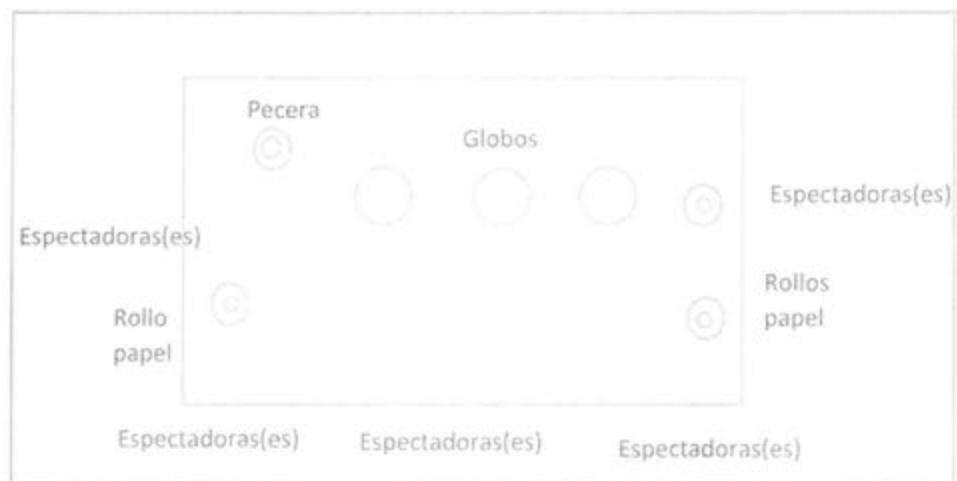 Pecera
Globos
Espectadoras(es)
Espectadoras(es)
Rollos
papel
Rollo
papel
Espectadoras(es)
Espectadoras(es)
Espectadoras(es)